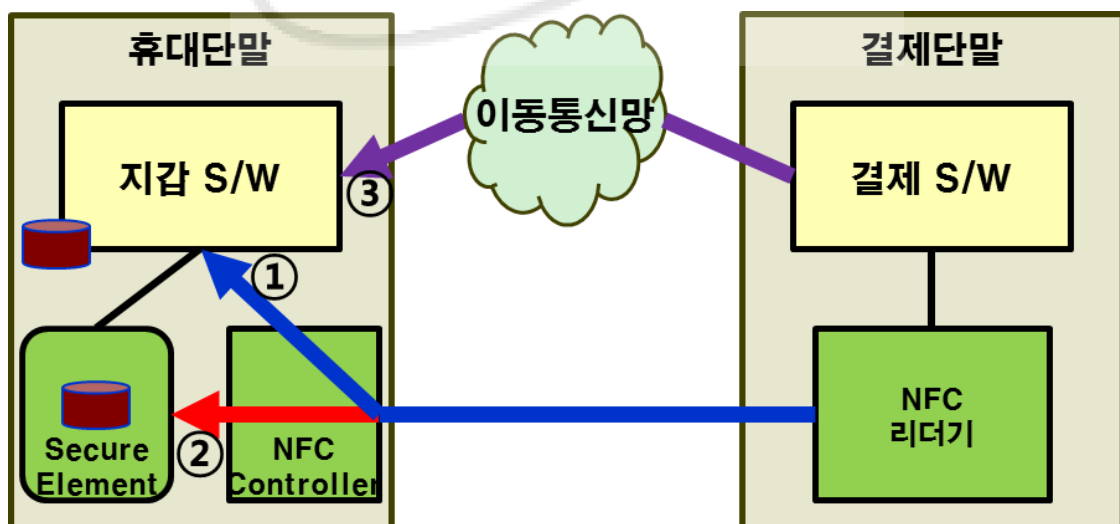 휴대단말
이동통신망
결제단말
지갑 S/W
③
결제 S/W
①
②
Secure
Element
NFC
Controller
NFC
리더기